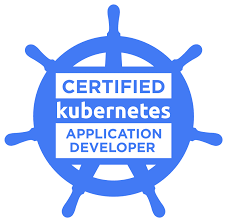 CERTIFIED
kubernetes
APPLICATION
DEVELOPER